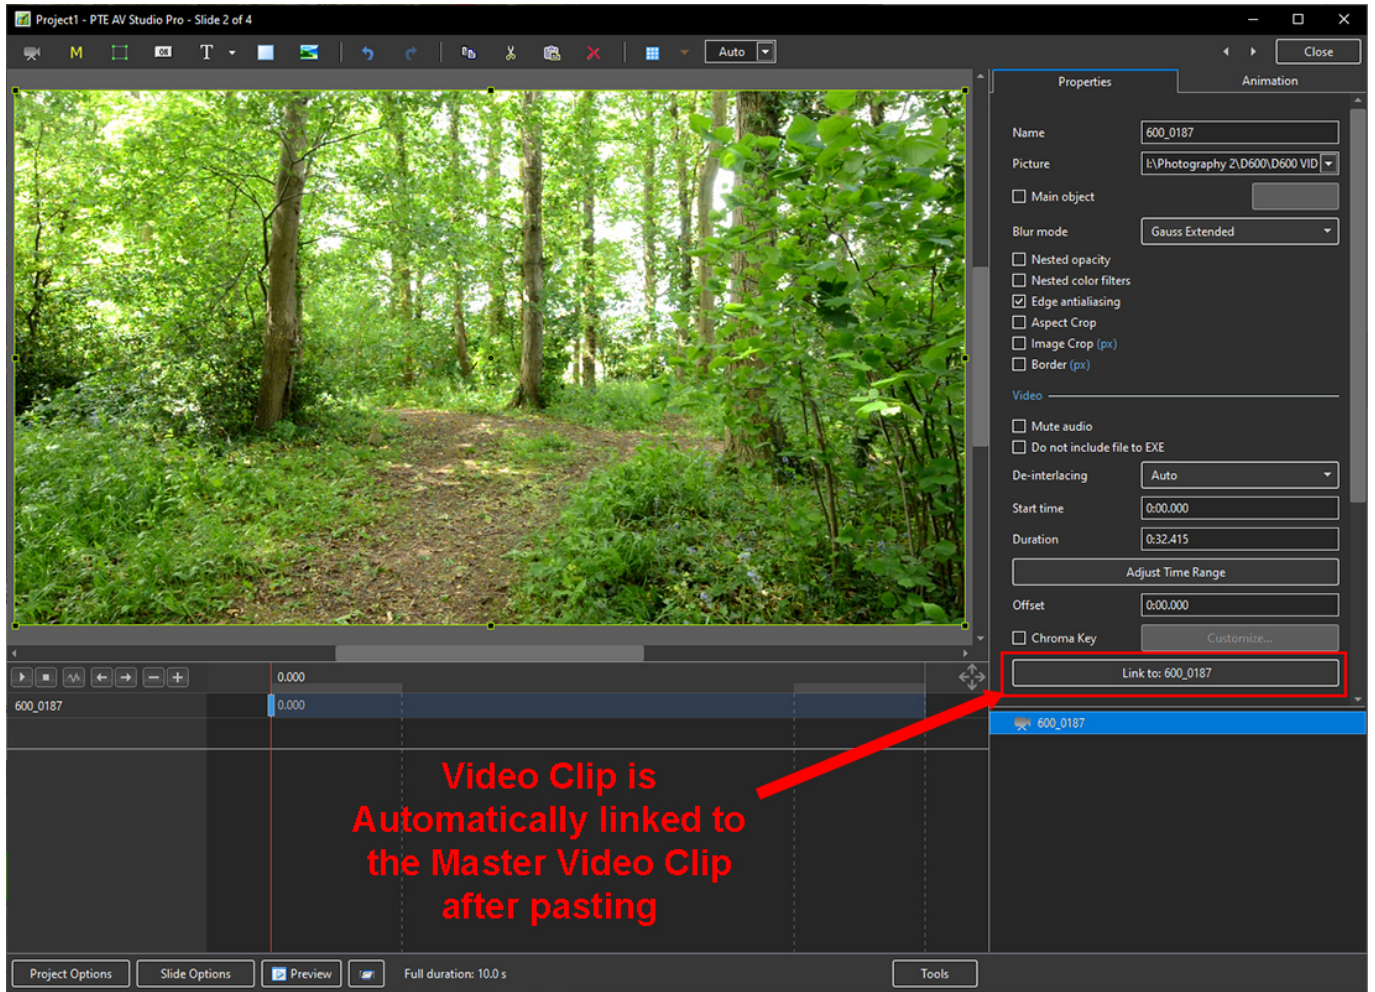 Project1 - PTE AV Studio Pro - Slide 2 of 4
M
OB
T
Auto
Close
Properties
Animation
Name
600_0187
Picture
I:\Photography 2\D600\D600 VID
Main object
Blur mode
Gauss Extended
Nested opacity
Nested color filters
Edge antialiasing
Aspect Crop
Image Crop (px)
Border (px)
Video
Mute audio
Do not include file to EXE
De-interlacing
Auto
Start time
0:00.000
Duration
0:32.415
Adjust Time Range
Offset
0:00.000
Chroma Key
Customize...
Link to: 600_0187
0.000
600_0187
0.000
600_0187
Video Clip is
Automatically linked to
the Master Video Clip
after pasting
Project Options
Slide Options
Preview
Full duration: 10.0 s
Tools